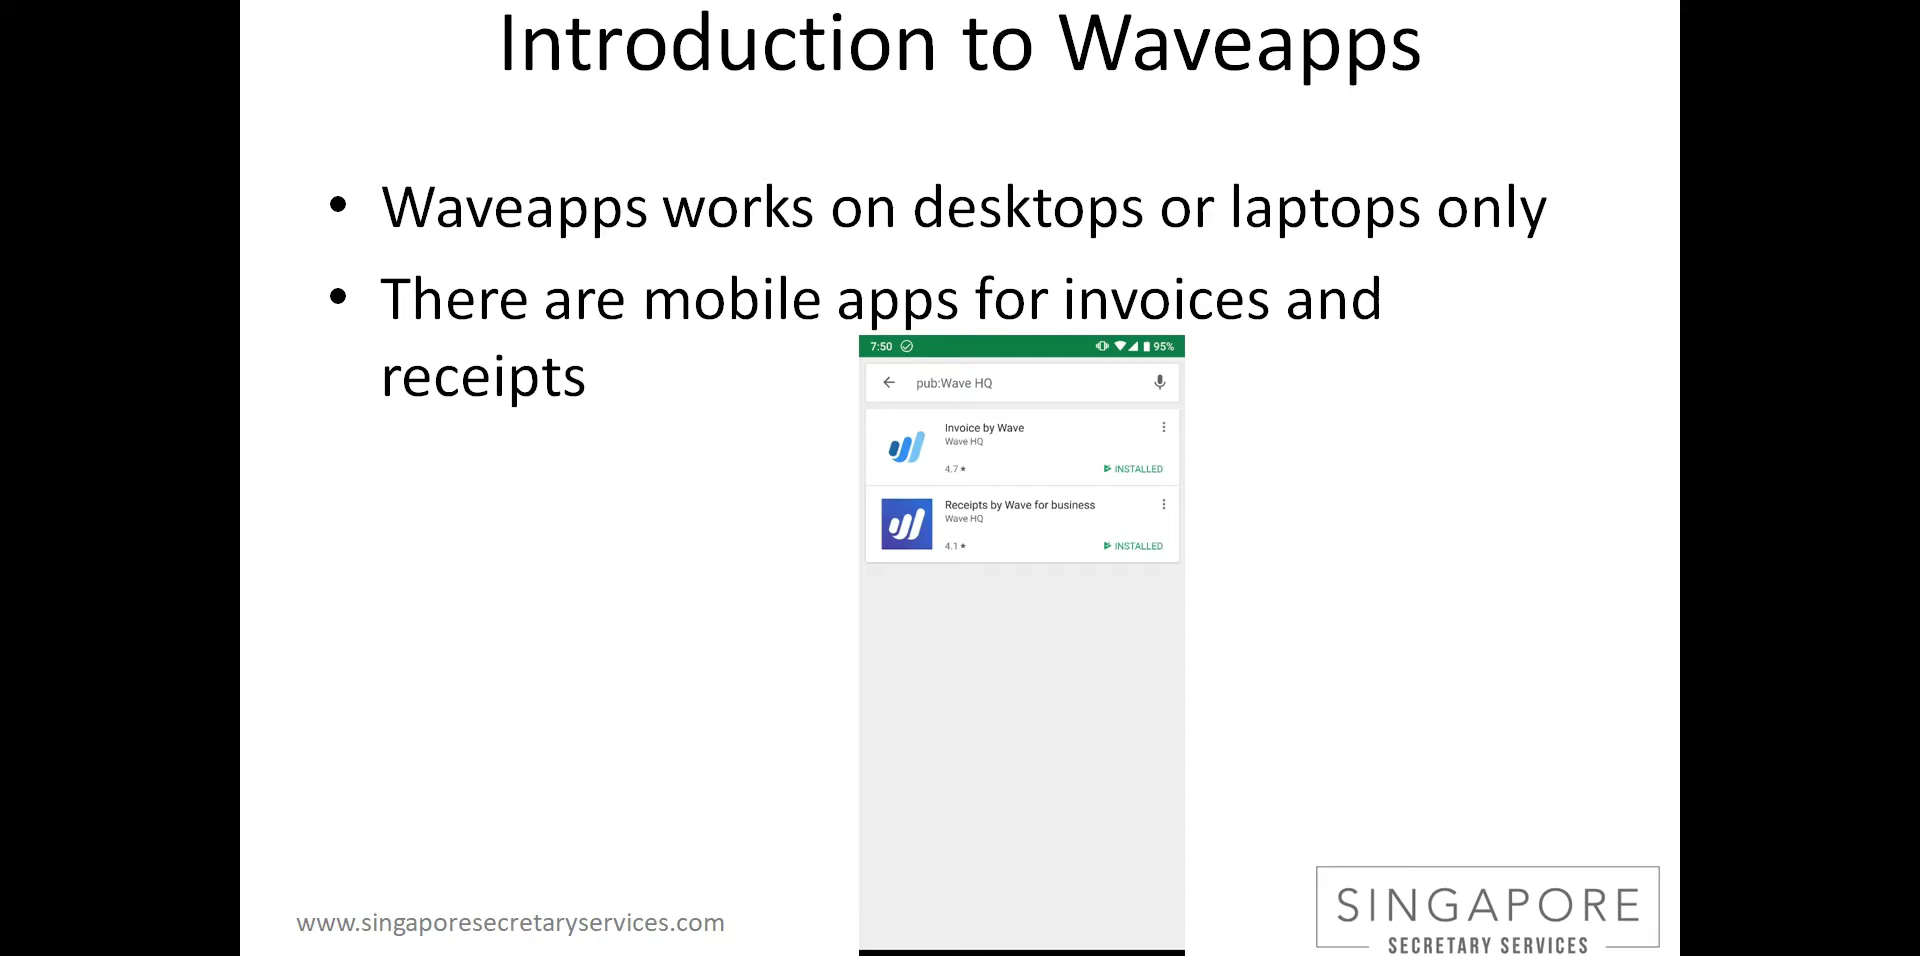 Introduction to Waveapps
• Waveapps works on desktops or laptops only
• There are mobile apps for invoices and
receipts
7:50 95%
pub:Wave HQ
Invoice by Wave
Wave HQ
4.7★ INSTALLED
Receipts by Wave for business
Wave HQ
4.1★ INSTALLED
www.singaporesecretaryservices.com
SINGAPORE
SECRETARY SERVICES